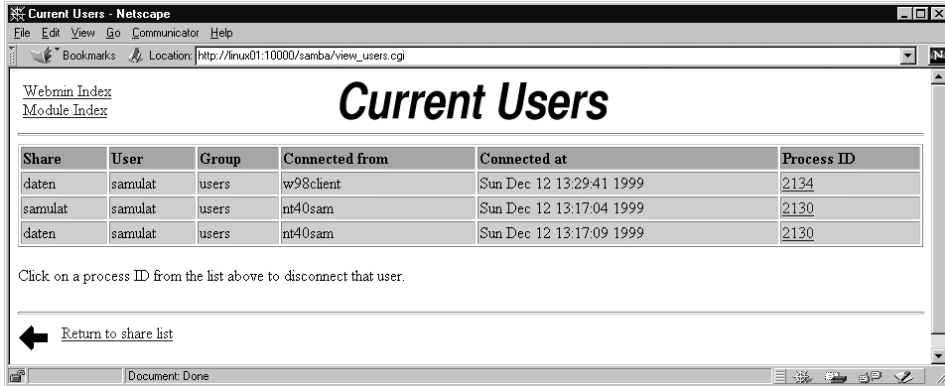 Current Users - Netscape
File Edit View Go Communicator Help
Bookmarks Location: http://linux01:10000/samba/view_users.cgi
N
Webmin Index
Module Index
Current Users
Share User Group Connected from Connected at Process ID
daten samulat users w98client Sun Dec 12 13:29:41 1999 2134
samulat samulat users nt40sam Sun Dec 12 13:17:04 1999 2130
daten samulat users nt40sam Sun Dec 12 13:17:09 1999 2130
Click on a process ID from the list above to disconnect that user.
Return to share list
Document: Done